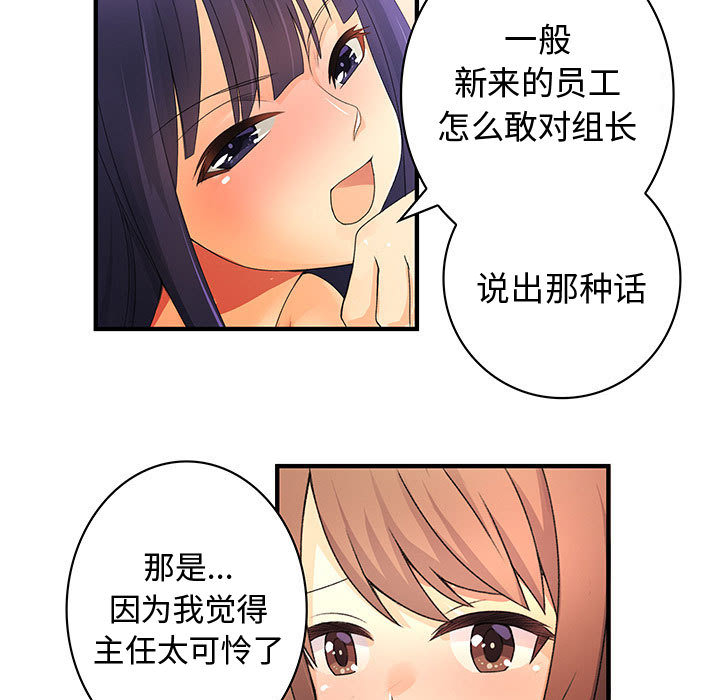 一般
新来的员工
怎么敢对组长
说出那种话
那是...
因为我觉得
主任太可怜了